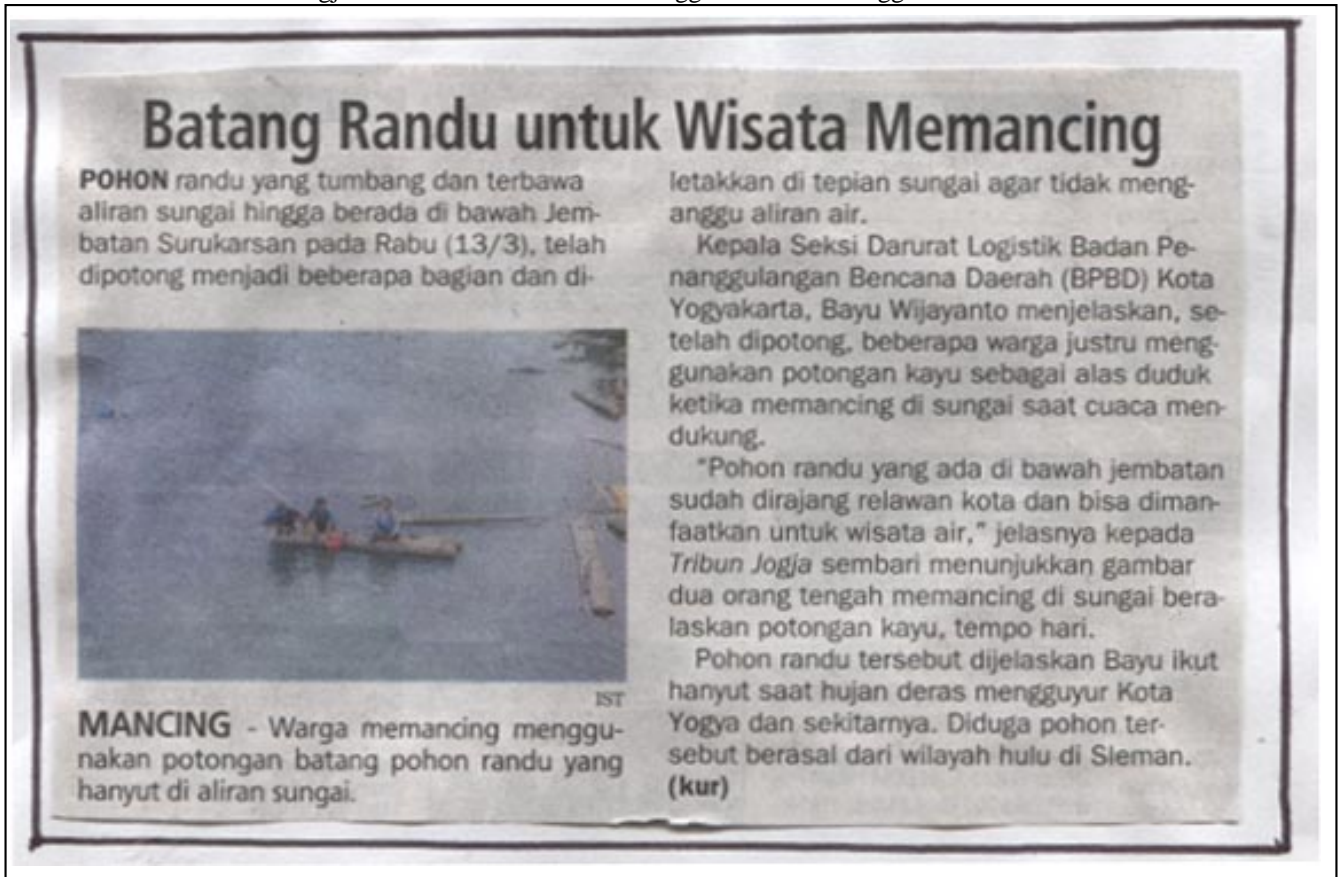 Batang Randu untuk Wisata Memancing
POHON randu yang tumbang dan terbawa
aliran sungai hingga berada di bawah Jem-
batan Surukarsan pada Rabu (13/3), telah
dipotong menjadi beberapa bagian dan di-
letakkan di tepian sungai agar tidak meng-
anggu aliran air.
Kepala Seksi Darurat Logistik Badan Pe-
nanggulangan Bencana Daerah (BPBD) Kota
Yogyakarta, Bayu Wijayanto menjelaskan, se-
telah dipotong, beberapa warga justru meng-
gunakan potongan kayu sebagai alas duduk
ketika memancing di sungai saat cuaca men-
dukung.
"Pohon randu yang ada di bawah jembatan
sudah dirajang relawan kota dan bisa diman-
faatkan untuk wisata air," jelasnya kepada
Tribun Jogja sembari menunjukkan gambar
dua orang tengah memancing di sungai bera-
laskan potongan kayu, tempo hari.
Pohon randu tersebut dijelaskan Bayu ikut
hanyut saat hujan deras mengguyur Kota
Yogya dan sekitarnya. Diduga pohon ter-
sebut berasal dari wilayah hulu di Sleman.
(kur)
IST
MANCING - Warga memancing menggu-
nakan potongan batang pohon randu yang
hanyut di aliran sungai.